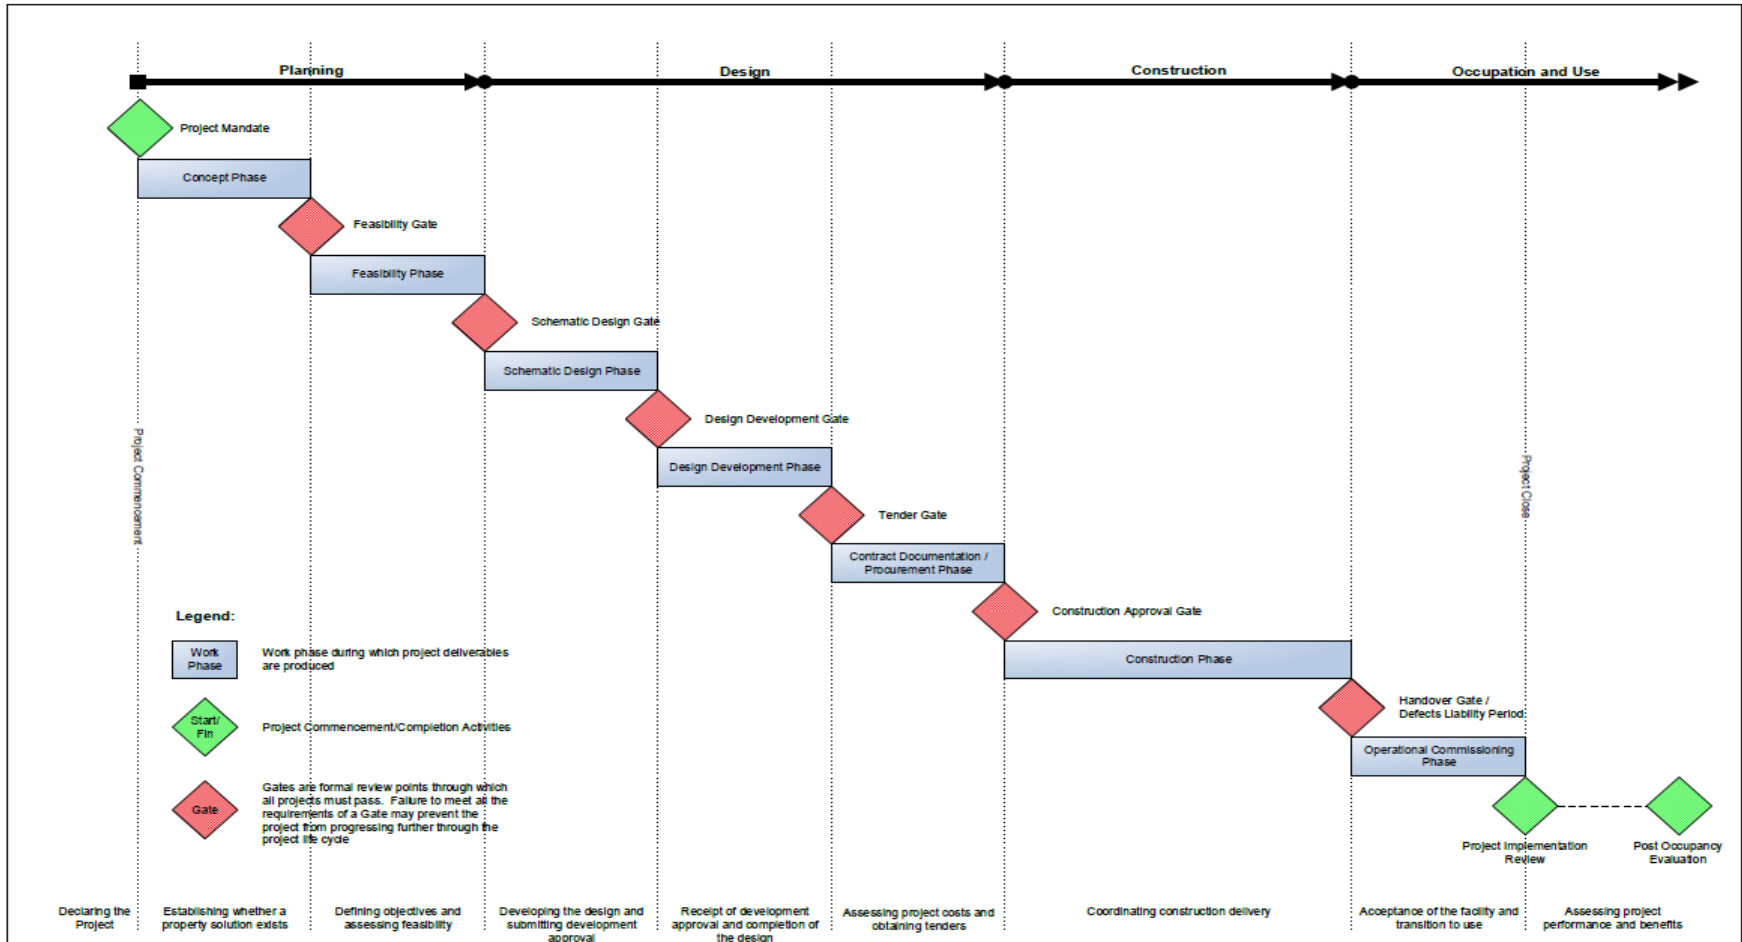 Planning
Design
Construction
Occupation and Use
Project Mandate
Concept Phase
Feasibility Gate
Feasibility Phase
Schematic Design Gate
Schematic Design Phase
Design Development Gate
Project Commencement
Design Development Phase
Project Close
Tender Gate
Contract Documentation /
Procurement Phase
Construction Approval Gate
Construction Phase
Handover Gate /
Defects Liability Period
Operational Commissioning
Phase
Project Implementation
Review
Post Occupancy
Evaluation
Legend:
Work
Phase
Work phase during which project deliverables
are produced
Start/
Fin
Project Commencement/Completion Activities
Gate
Gates are formal review points through which
all projects must pass. Failure to meet all the
requirements of a Gate may prevent the
project from progressing further through the
project life cycle
Declaring the
Project
Establishing whether a
property solution exists
Defining objectives and
assessing feasibility
Developing the design and
submitting development
approval
Receipt of development
approval and completion of
the design
Assessing project costs and
obtaining tenders
Coordinating construction delivery
Acceptance of the facility and
transition to use
Assessing project
performance and benefits